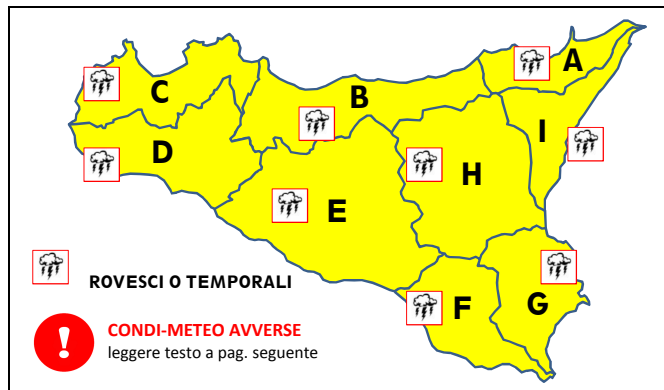 A
C
B
I
D
H
E
F
G
ROVESCI O TEMPORALI
!
CONDI-METEO AVVERSE
leggere testo a pag. seguente